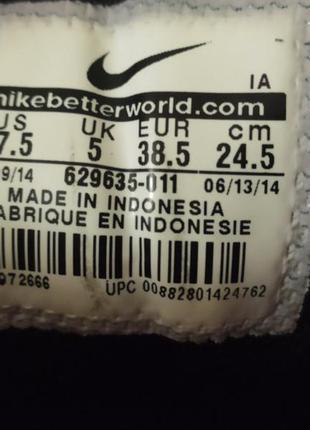 IA
nikebetterworld.com
US UK EUR cm
7.5 5 38.5 24.5
9/14 629635-011 06/13/14
MADE IN INDONESIA
FABRIQUE EN INDONESIE
972666 UPC 00882801424762